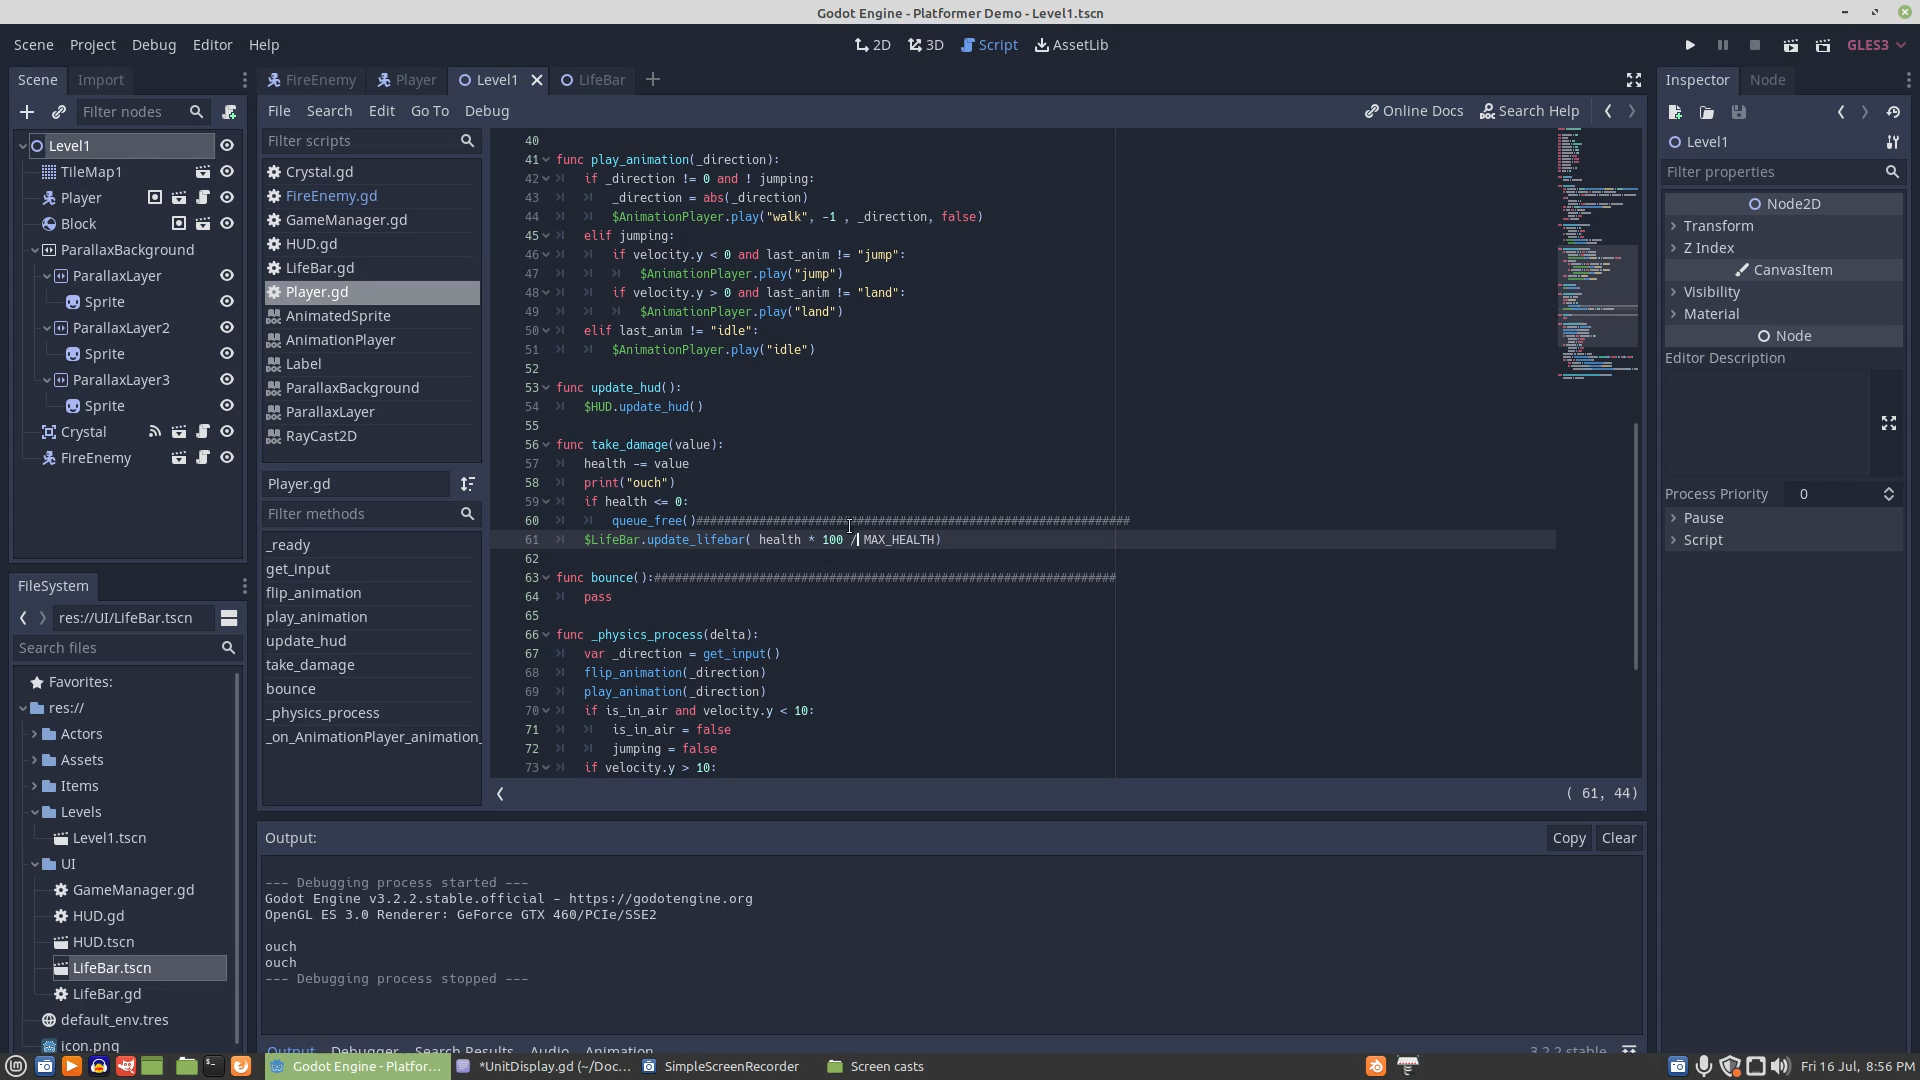 Godot Engine - Platformer Demo - Level1.tscn
Scene Project Debug Editor Help
2D 3D Script AssetLib
GLES3
Scene Import
Filter nodes
Level1
TileMap1
Player
Block
ParallaxBackground
ParallaxLayer
Sprite
ParallaxLayer2
Sprite
ParallaxLayer3
Sprite
Crystal
FireEnemy
FileSystem
res://UI/LifeBar.tscn
Search files
Favorites:
res://
Actors
Assets
Items
Levels
Level1.tscn
UI
GameManager.gd
HUD.gd
HUD.tscn
LifeBar.tscn
LifeBar.gd
default_env.tres
icon.png
FireEnemy Player Level1 LifeBar
File Search Edit Go To Debug
Online Docs Search Help
Filter scripts
Crystal.gd
FireEnemy.gd
GameManager.gd
HUD.gd
LifeBar.gd
Player.gd
AnimatedSprite
AnimationPlayer
Label
ParallaxBackground
ParallaxLayer
RayCast2D
Player.gd
Filter methods
_ready
get_input
flip_animation
play_animation
update_hud
take_damage
bounce
_physics_process
_on_AnimationPlayer_animation_
40
41 func play_animation(_direction):
42 if _direction != 0 and ! jumping:
43 _direction = abs(_direction)
44 $AnimationPlayer.play("walk", -1 , _direction, false)
45 elif jumping:
46 if velocity.y < 0 and last_anim != "jump":
47 $AnimationPlayer.play("jump")
48 if velocity.y > 0 and last_anim != "land":
49 $AnimationPlayer.play("land")
50 elif last_anim != "idle":
51 $AnimationPlayer.play("idle")
52
53 func update_hud():
54 $HUD.update_hud()
55
56 func take_damage(value):
57 health -= value
58 print("ouch")
59 if health <= 0:
60 queue_free()##############################################################
61 $LifeBar.update_lifebar( health * 100 / MAX_HEALTH)
62
63 func bounce():##################################################################
64 pass
65
66 func _physics_process(delta):
67 var _direction = get_input()
68 flip_animation(_direction)
69 play_animation(_direction)
70 if is_in_air and velocity.y < 10:
71 is_in_air = false
72 jumping = false
73 if velocity.y > 10:
( 61, 44)
Output:
Copy Clear
--- Debugging process started ---
Godot Engine v3.2.2.stable.official - https://godotengine.org
OpenGL ES 3.0 Renderer: GeForce GTX 460/PCIe/SSE2
ouch
ouch
--- Debugging process stopped ---
Output Debugger Search Results Audio Animation
3.2.2.stable
Inspector Node
Level1
Filter properties
Node2D
Transform
Z Index
CanvasItem
Visibility
Material
Node
Editor Description
Process Priority 0
Pause
Script
Godot Engine - Platfor...
*UnitDisplay.gd (~/Doc...
SimpleScreenRecorder
Screen casts
Fri 16 Jul, 8:56 PM